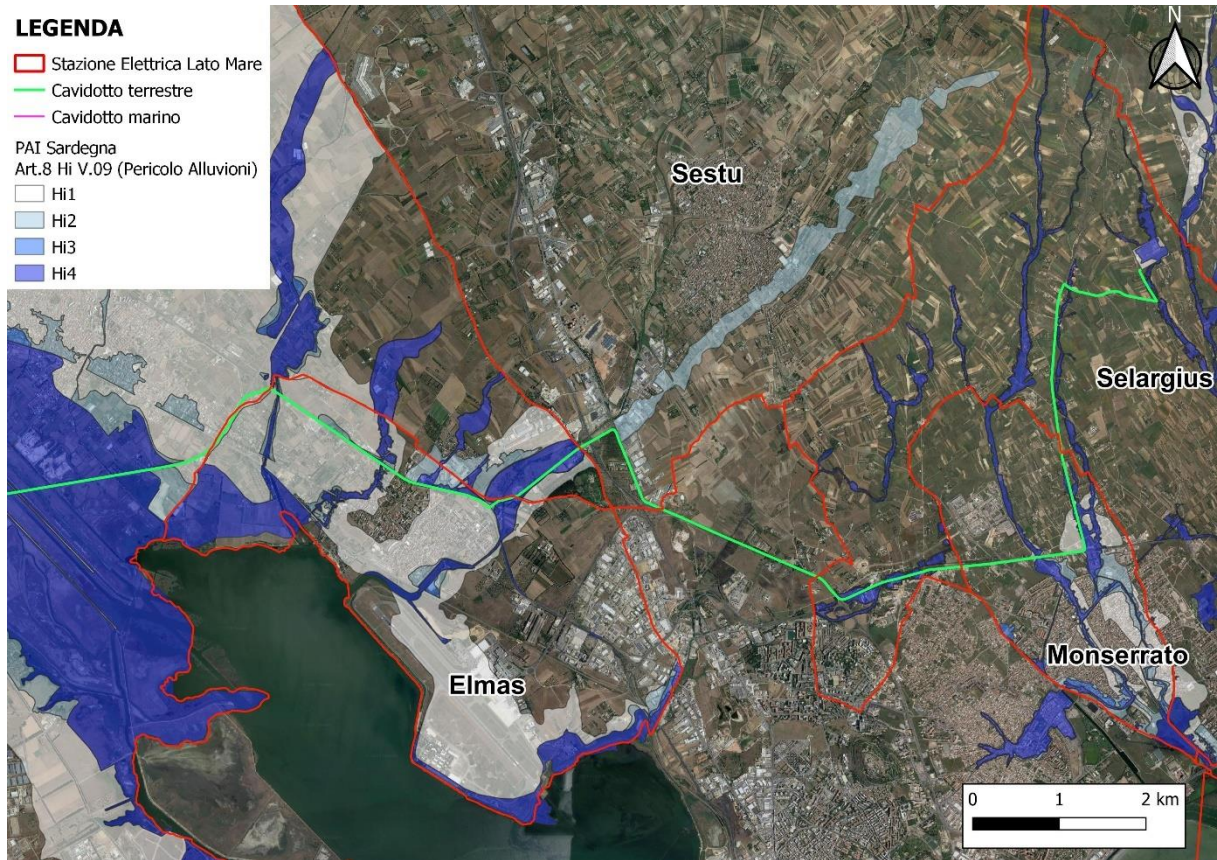 LEGENDA
Stazione Elettrica Lato Mare
Cavidotto terrestre
Cavidotto marino
PAI Sardegna
Art.8 Hi V.09 (Pericolo Alluvioni)
Hi1
Hi2
Hi3
Hi4
N
Sestu
Selargius
Elmas
Monserrato
0 1 2 km